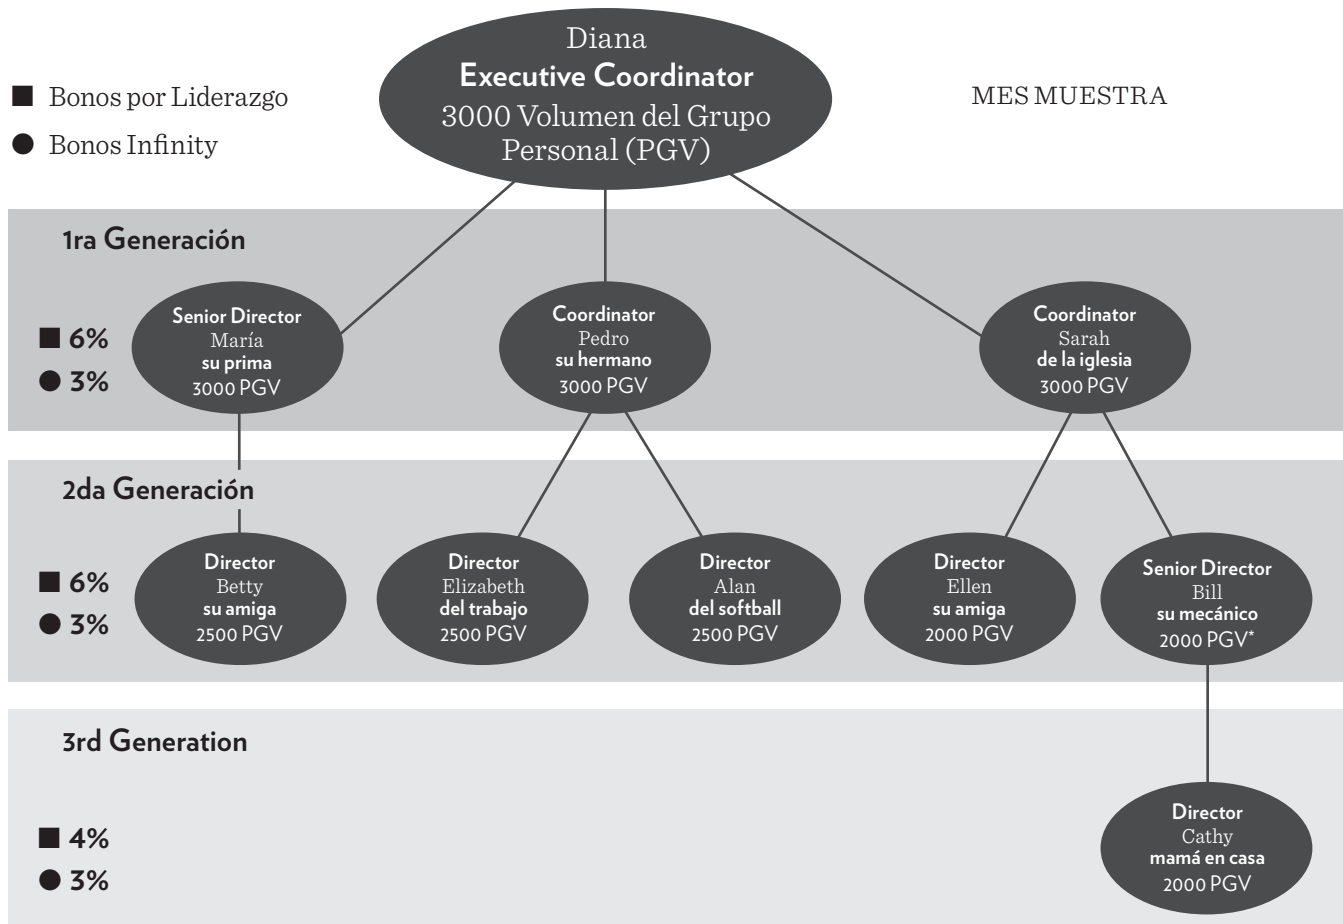 Diana
Executive Coordinator
3000 Volumen del Grupo
Personal (PGV)
■ Bonos por Liderazgo
● Bonos Infinity
MES MUESTRA
1ra Generación
■ 6%
● 3%
Senior Director
María
su prima
3000 PGV
Coordinator
Pedro
su hermano
3000 PGV
Coordinator
Sarah
de la iglesia
3000 PGV
2da Generación
■ 6%
● 3%
Director
Betty
su amiga
2500 PGV
Director
Elizabeth
del trabajo
2500 PGV
Director
Alan
del softball
2500 PGV
Director
Ellen
su amiga
2000 PGV
Senior Director
Bill
su mecánico
2000 PGV*
3rd Generation
■ 4%
● 3%
Director
Cathy
mamá en casa
2000 PGV